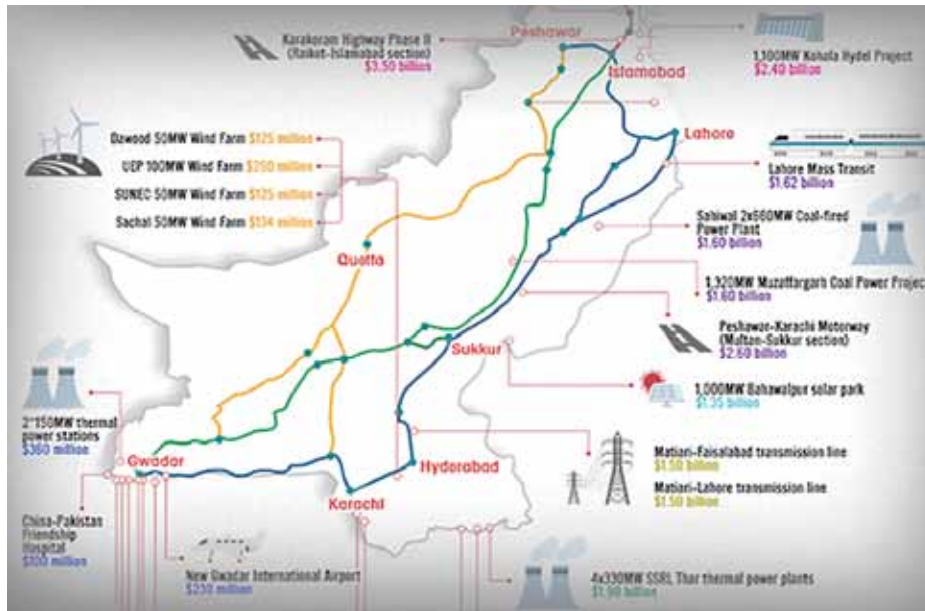 Karakoram Highway Phase II
(Raikot-Islamabad section)
$3.50 billion
Peshawar
Islamabad
1,100MW Kohala Hydel Project
$2.40 billion
Dawood 50MW Wind Farm $125 million
UEP 100MW Wind Farm $250 million
SUNEC 50MW Wind Farm $125 million
Sachal 50MW Wind Farm $134 million
Lahore
Lahore Mass Transit
$1.62 billion
Sahiwal 2x660MW Coal-fired
Power Plant
$1.60 billion
Quetta
1,320MW Muzaffargarh Coal Power Projec
$1.60 billion
Peshawar-Karachi Motorway
(Multan-Sukkur section)
$2.60 billion
Sukkur
1,000MW Bahawalpur solar park
$1.35 billion
2*150MW thermal
power stations
$360 million
Gwadar
Hyderabad
Karachi
Matiari-Faisalabad transmission line
$1.50 billion
Matiari-Lahore transmission line
$1.50 billion
China-Pakistan
Friendship
Hospital
$100 million
New Gwadar International Airport
$230 million
4x330MW SSRL Thar thermal power plants